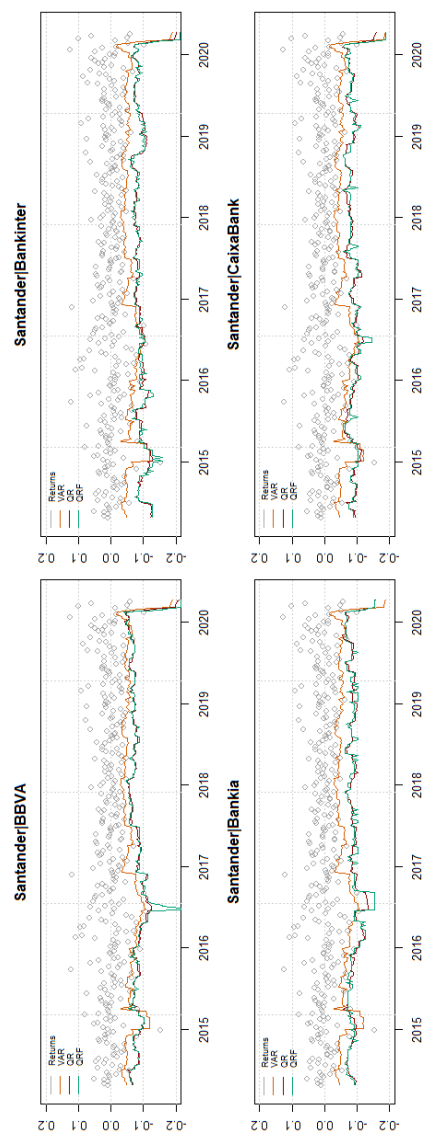 Santander|BBVA
0.2
0.1
0.0
-0.1
-0.2
Returns
VAR
QR
QRF
2015 2016 2017 2018 2019 2020
Santander|Bankinter
0.2
0.1
0.0
-0.1
-0.2
Returns
VAR
QR
QRF
2015 2016 2017 2018 2019 2020
Santander|Bankia
0.2
0.1
0.0
-0.1
-0.2
Returns
VAR
QR
QRF
2015 2016 2017 2018 2019 2020
Santander|CaixaBank
0.2
0.1
0.0
-0.1
-0.2
Returns
VAR
QR
QRF
2015 2016 2017 2018 2019 2020